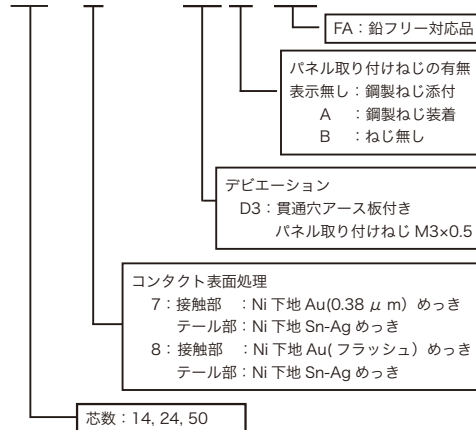 FA：鉛フリー対応品
パネル取り付けねじの有無
表示無し：鋼製ねじ添付
A ：鋼製ねじ装着
B ：ねじ無し
デビエーション
D3：貫通穴アース板付き
パネル取り付けねじ M3×0.5
コンタクト表面処理
7：接触部 ：Ni 下地 Au(0.38 μ m）めっき
テール部：Ni 下地 Sn-Ag めっき
8：接触部 ：Ni 下地 Au( フラッシュ）めっき
テール部：Ni 下地 Sn-Ag めっき
芯数：14, 24, 50